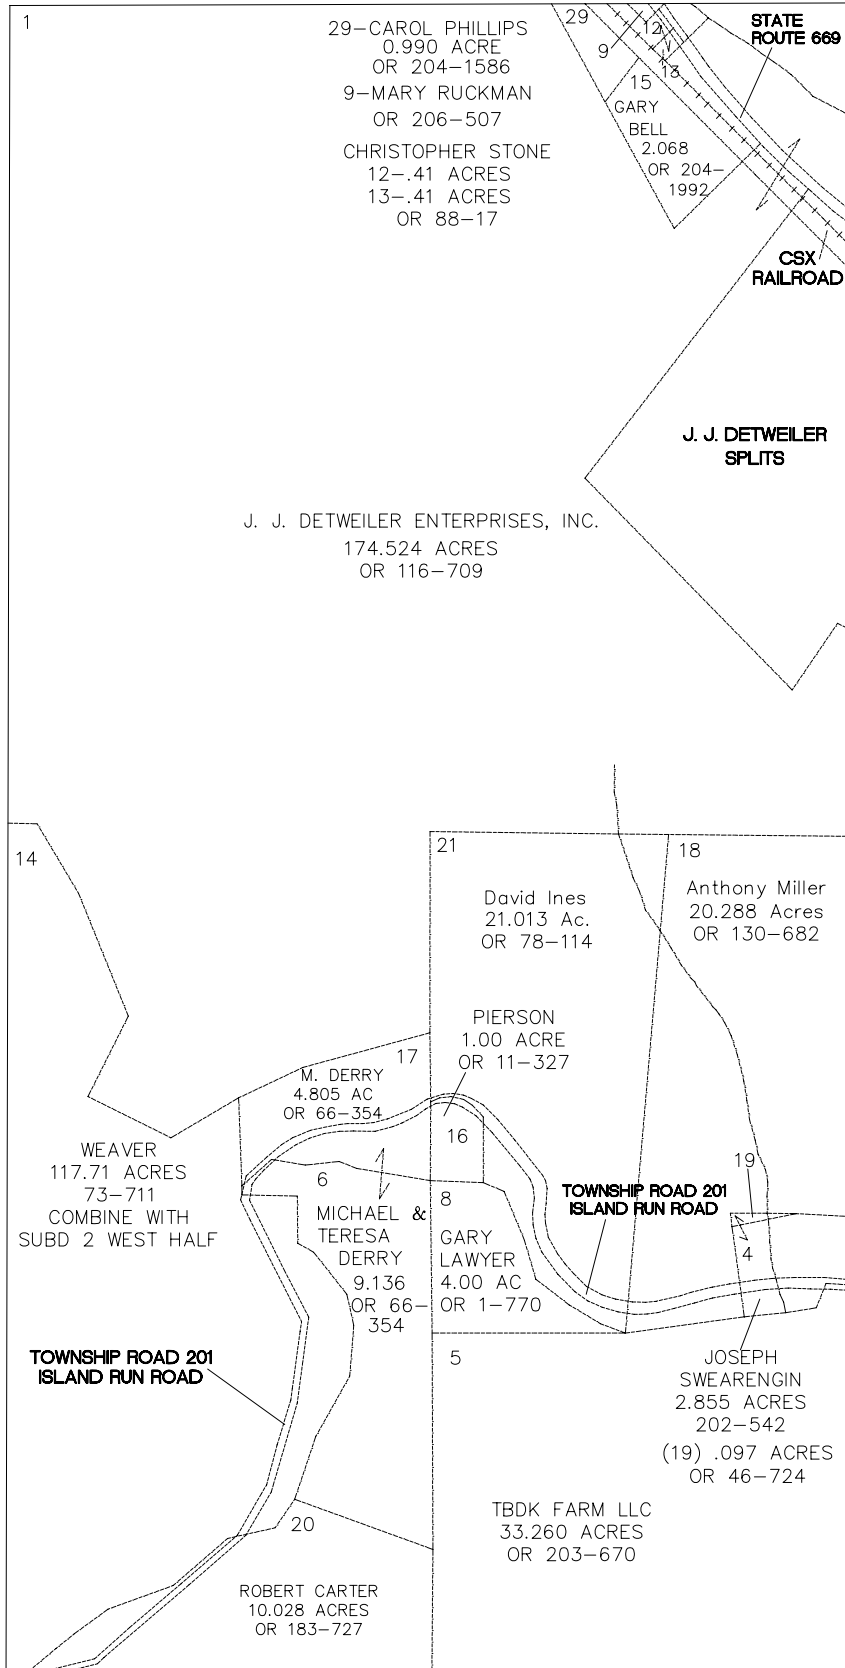 1
29-CAROL PHILLIPS
0.990 ACRE
OR 204-1586
9-MARY RUCKMAN
OR 206-507
CHRISTOPHER STONE
12-.41 ACRES
13-.41 ACRES
OR 88-17
29
12
9
13
15
GARY
BELL
2.068
OR 204-
1992
STATE
ROUTE 669
CSX
RAILROAD
J. J. DETWEILER
SPLITS
J. J. DETWEILER ENTERPRISES, INC.
174.524 ACRES
OR 116-709
14
21
18
David Ines
21.013 Ac.
OR 78-114
Anthony Miller
20.288 Acres
OR 130-682
PIERSON
1.00 ACRE
OR 11-327
17
M. DERRY
4.805 AC
OR 66-354
16
WEAVER
117.71 ACRES
73-711
COMBINE WITH
SUBD 2 WEST HALF
6
MICHAEL &
TERESA
DERRY
9.136
OR 66-
354
8
GARY
LAWYER
4.00 AC
OR 1-770
TOWNSHIP ROAD 201
ISLAND RUN ROAD
19
4
5
JOSEPH
SWEARENGIN
2.855 ACRES
202-542
(19) .097 ACRES
OR 46-724
TOWNSHIP ROAD 201
ISLAND RUN ROAD
20
TBDK FARM LLC
33.260 ACRES
OR 203-670
ROBERT CARTER
10.028 ACRES
OR 183-727